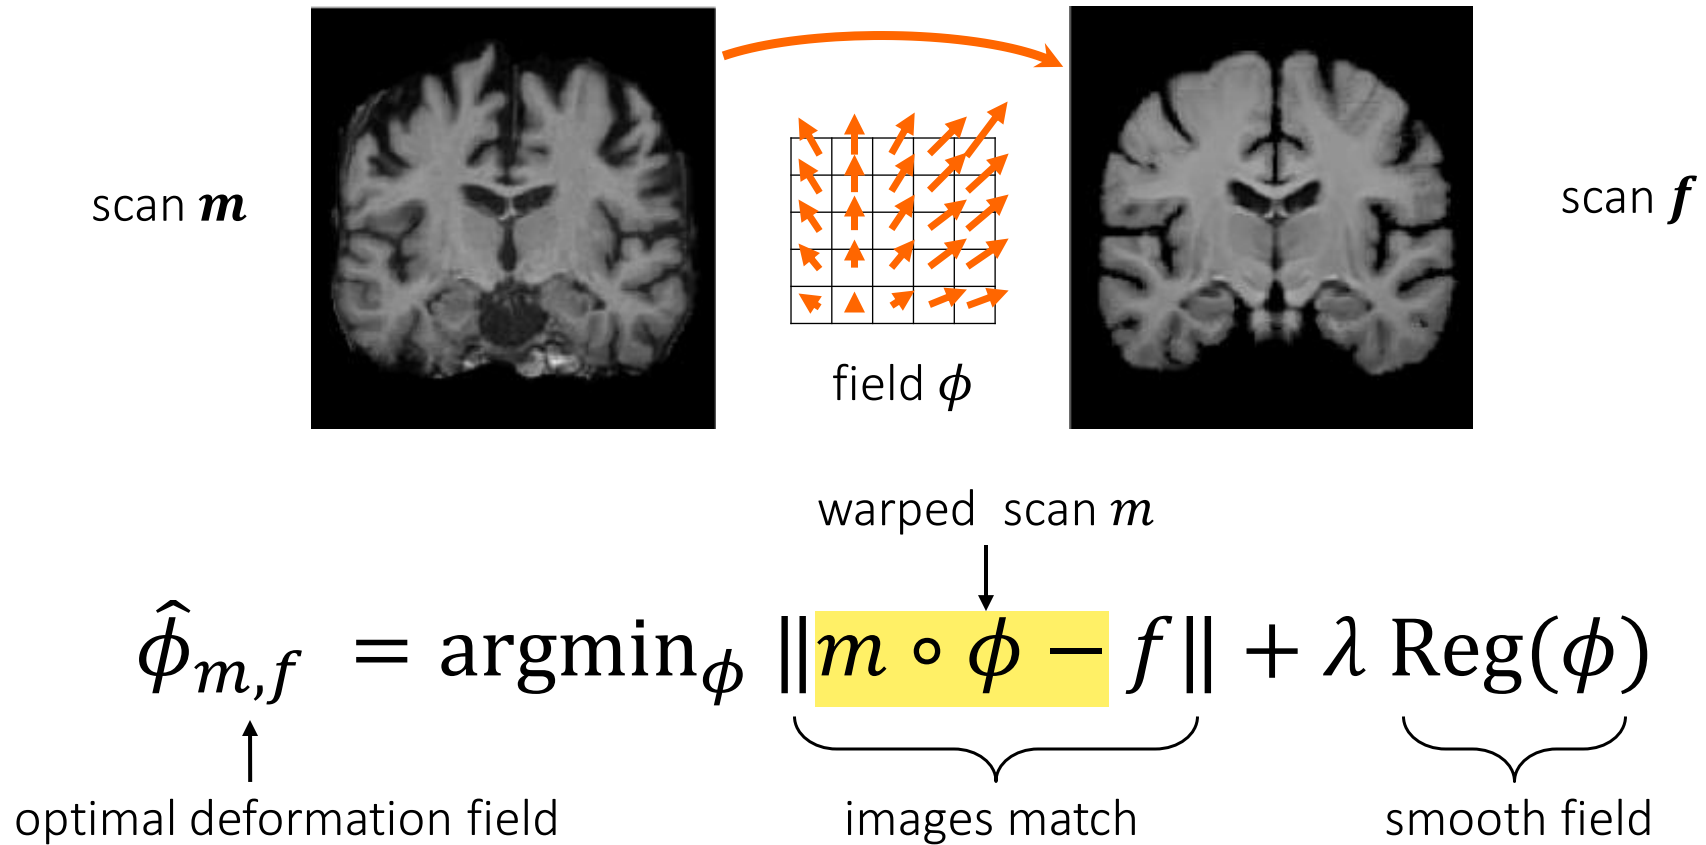 scan m
scan f
field ϕ
warped scan m
ϕ̂m,f = argminϕ ‖m ∘ ϕ − f‖ + λ Reg(ϕ)
optimal deformation field
images match
smooth field